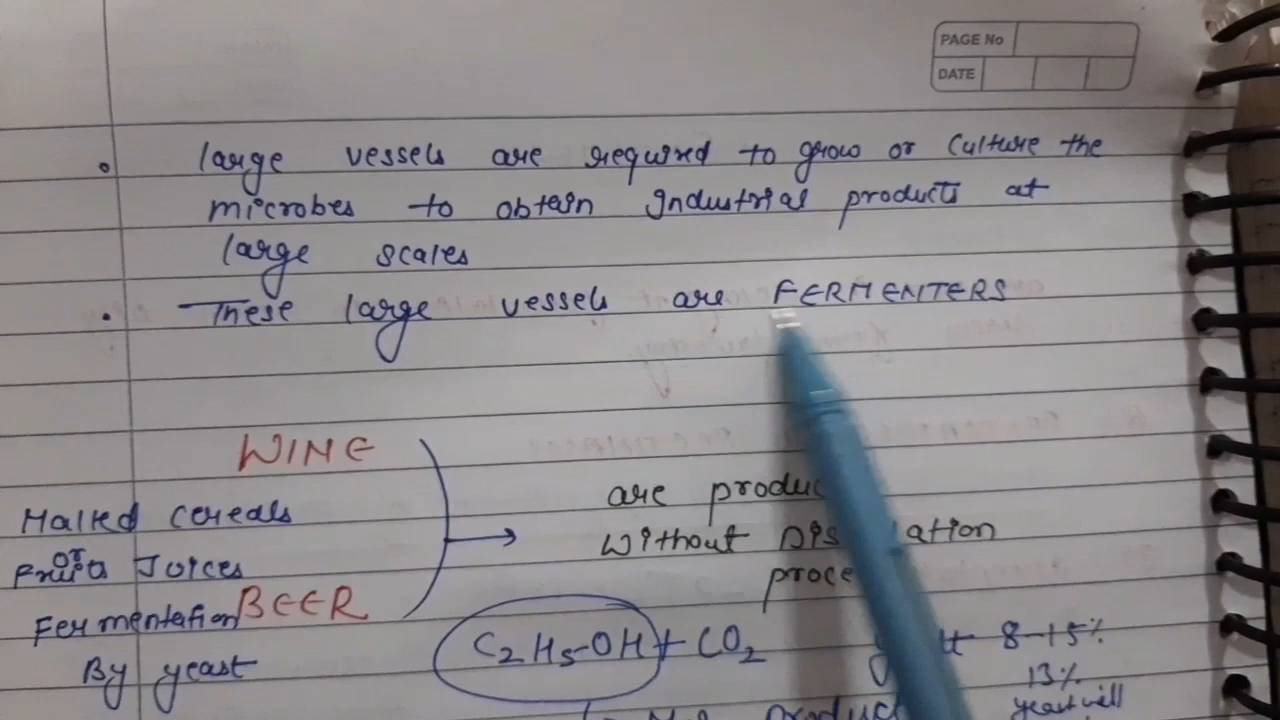 PAGE No
DATE
large vessels are required to grow or culture the
microbes to obtain industrial products at
large scales
These large vessels are FERMENTERS
WINE
Malted cereals
or
Fruits Juices
BEER
Fermentation
By yeast
are produc
without Dis lation
proce
C2H5-OH + CO2
8-15%
13%
yeast will
product